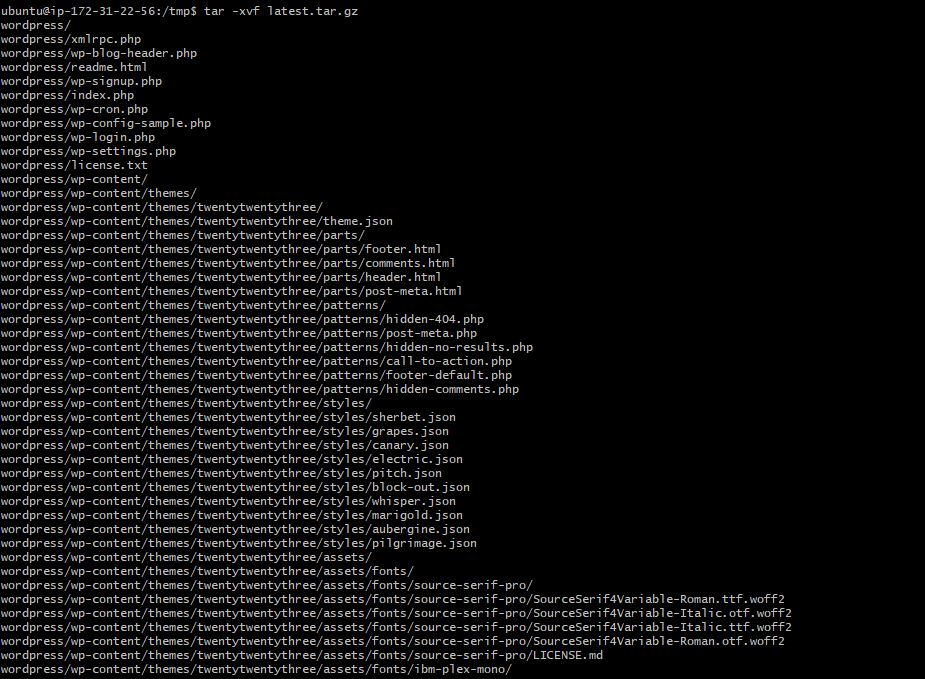 ubuntu@ip-172-31-22-56:/tmp$ tar -xvf latest.tar.gz
wordpress/
wordpress/xmlrpc.php
wordpress/wp-blog-header.php
wordpress/readme.html
wordpress/wp-signup.php
wordpress/index.php
wordpress/wp-cron.php
wordpress/wp-config-sample.php
wordpress/wp-login.php
wordpress/wp-settings.php
wordpress/license.txt
wordpress/wp-content/
wordpress/wp-content/themes/
wordpress/wp-content/themes/twentytwentythree/
wordpress/wp-content/themes/twentytwentythree/theme.json
wordpress/wp-content/themes/twentytwentythree/parts/
wordpress/wp-content/themes/twentytwentythree/parts/footer.html
wordpress/wp-content/themes/twentytwentythree/parts/comments.html
wordpress/wp-content/themes/twentytwentythree/parts/header.html
wordpress/wp-content/themes/twentytwentythree/parts/post-meta.html
wordpress/wp-content/themes/twentytwentythree/patterns/
wordpress/wp-content/themes/twentytwentythree/patterns/hidden-404.php
wordpress/wp-content/themes/twentytwentythree/patterns/post-meta.php
wordpress/wp-content/themes/twentytwentythree/patterns/hidden-no-results.php
wordpress/wp-content/themes/twentytwentythree/patterns/call-to-action.php
wordpress/wp-content/themes/twentytwentythree/patterns/footer-default.php
wordpress/wp-content/themes/twentytwentythree/patterns/hidden-comments.php
wordpress/wp-content/themes/twentytwentythree/styles/
wordpress/wp-content/themes/twentytwentythree/styles/sherbet.json
wordpress/wp-content/themes/twentytwentythree/styles/grapes.json
wordpress/wp-content/themes/twentytwentythree/styles/canary.json
wordpress/wp-content/themes/twentytwentythree/styles/electric.json
wordpress/wp-content/themes/twentytwentythree/styles/pitch.json
wordpress/wp-content/themes/twentytwentythree/styles/block-out.json
wordpress/wp-content/themes/twentytwentythree/styles/whisper.json
wordpress/wp-content/themes/twentytwentythree/styles/marigold.json
wordpress/wp-content/themes/twentytwentythree/styles/aubergine.json
wordpress/wp-content/themes/twentytwentythree/styles/pilgrimage.json
wordpress/wp-content/themes/twentytwentythree/assets/
wordpress/wp-content/themes/twentytwentythree/assets/fonts/
wordpress/wp-content/themes/twentytwentythree/assets/fonts/source-serif-pro/
wordpress/wp-content/themes/twentytwentythree/assets/fonts/source-serif-pro/SourceSerif4Variable-Roman.ttf.woff2
wordpress/wp-content/themes/twentytwentythree/assets/fonts/source-serif-pro/SourceSerif4Variable-Italic.otf.woff2
wordpress/wp-content/themes/twentytwentythree/assets/fonts/source-serif-pro/SourceSerif4Variable-Italic.ttf.woff2
wordpress/wp-content/themes/twentytwentythree/assets/fonts/source-serif-pro/SourceSerif4Variable-Roman.otf.woff2
wordpress/wp-content/themes/twentytwentythree/assets/fonts/source-serif-pro/LICENSE.md
wordpress/wp-content/themes/twentytwentythree/assets/fonts/ibm-plex-mono/